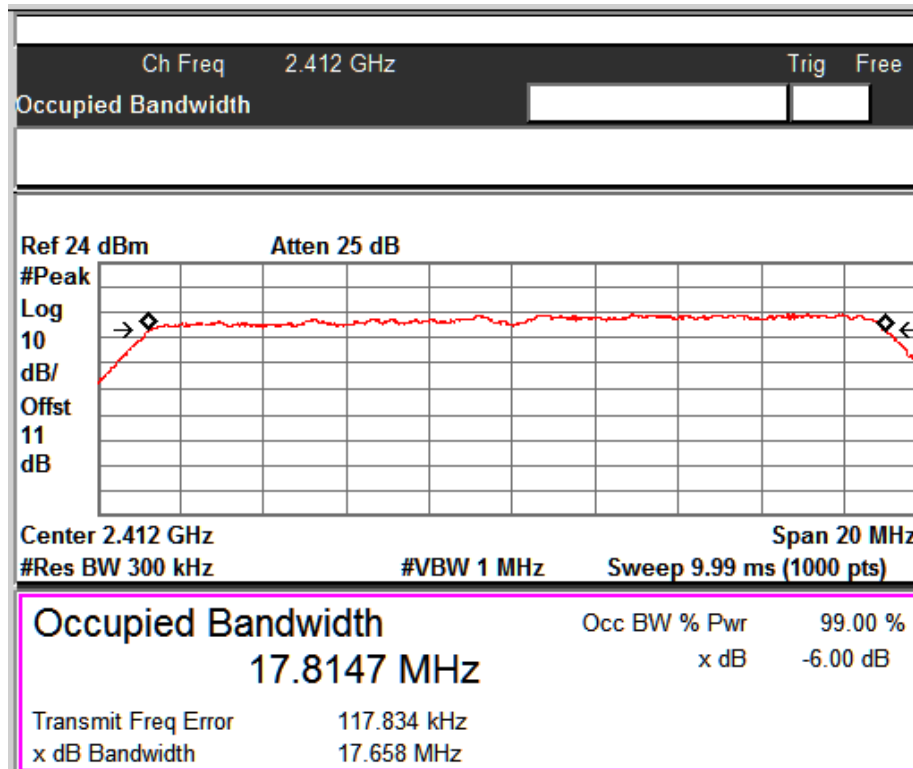 Ch Freq 2.412 GHz Trig Free
Occupied Bandwidth
Ref 24 dBm Atten 25 dB
#Peak
Log
10
dB/
Offst
11
dB
Center 2.412 GHz Span 20 MHz
#Res BW 300 kHz #VBW 1 MHz Sweep 9.99 ms (1000 pts)
Occupied Bandwidth Occ BW % Pwr 99.00 %
17.8147 MHz x dB -6.00 dB
Transmit Freq Error 117.834 kHz
x dB Bandwidth 17.658 MHz